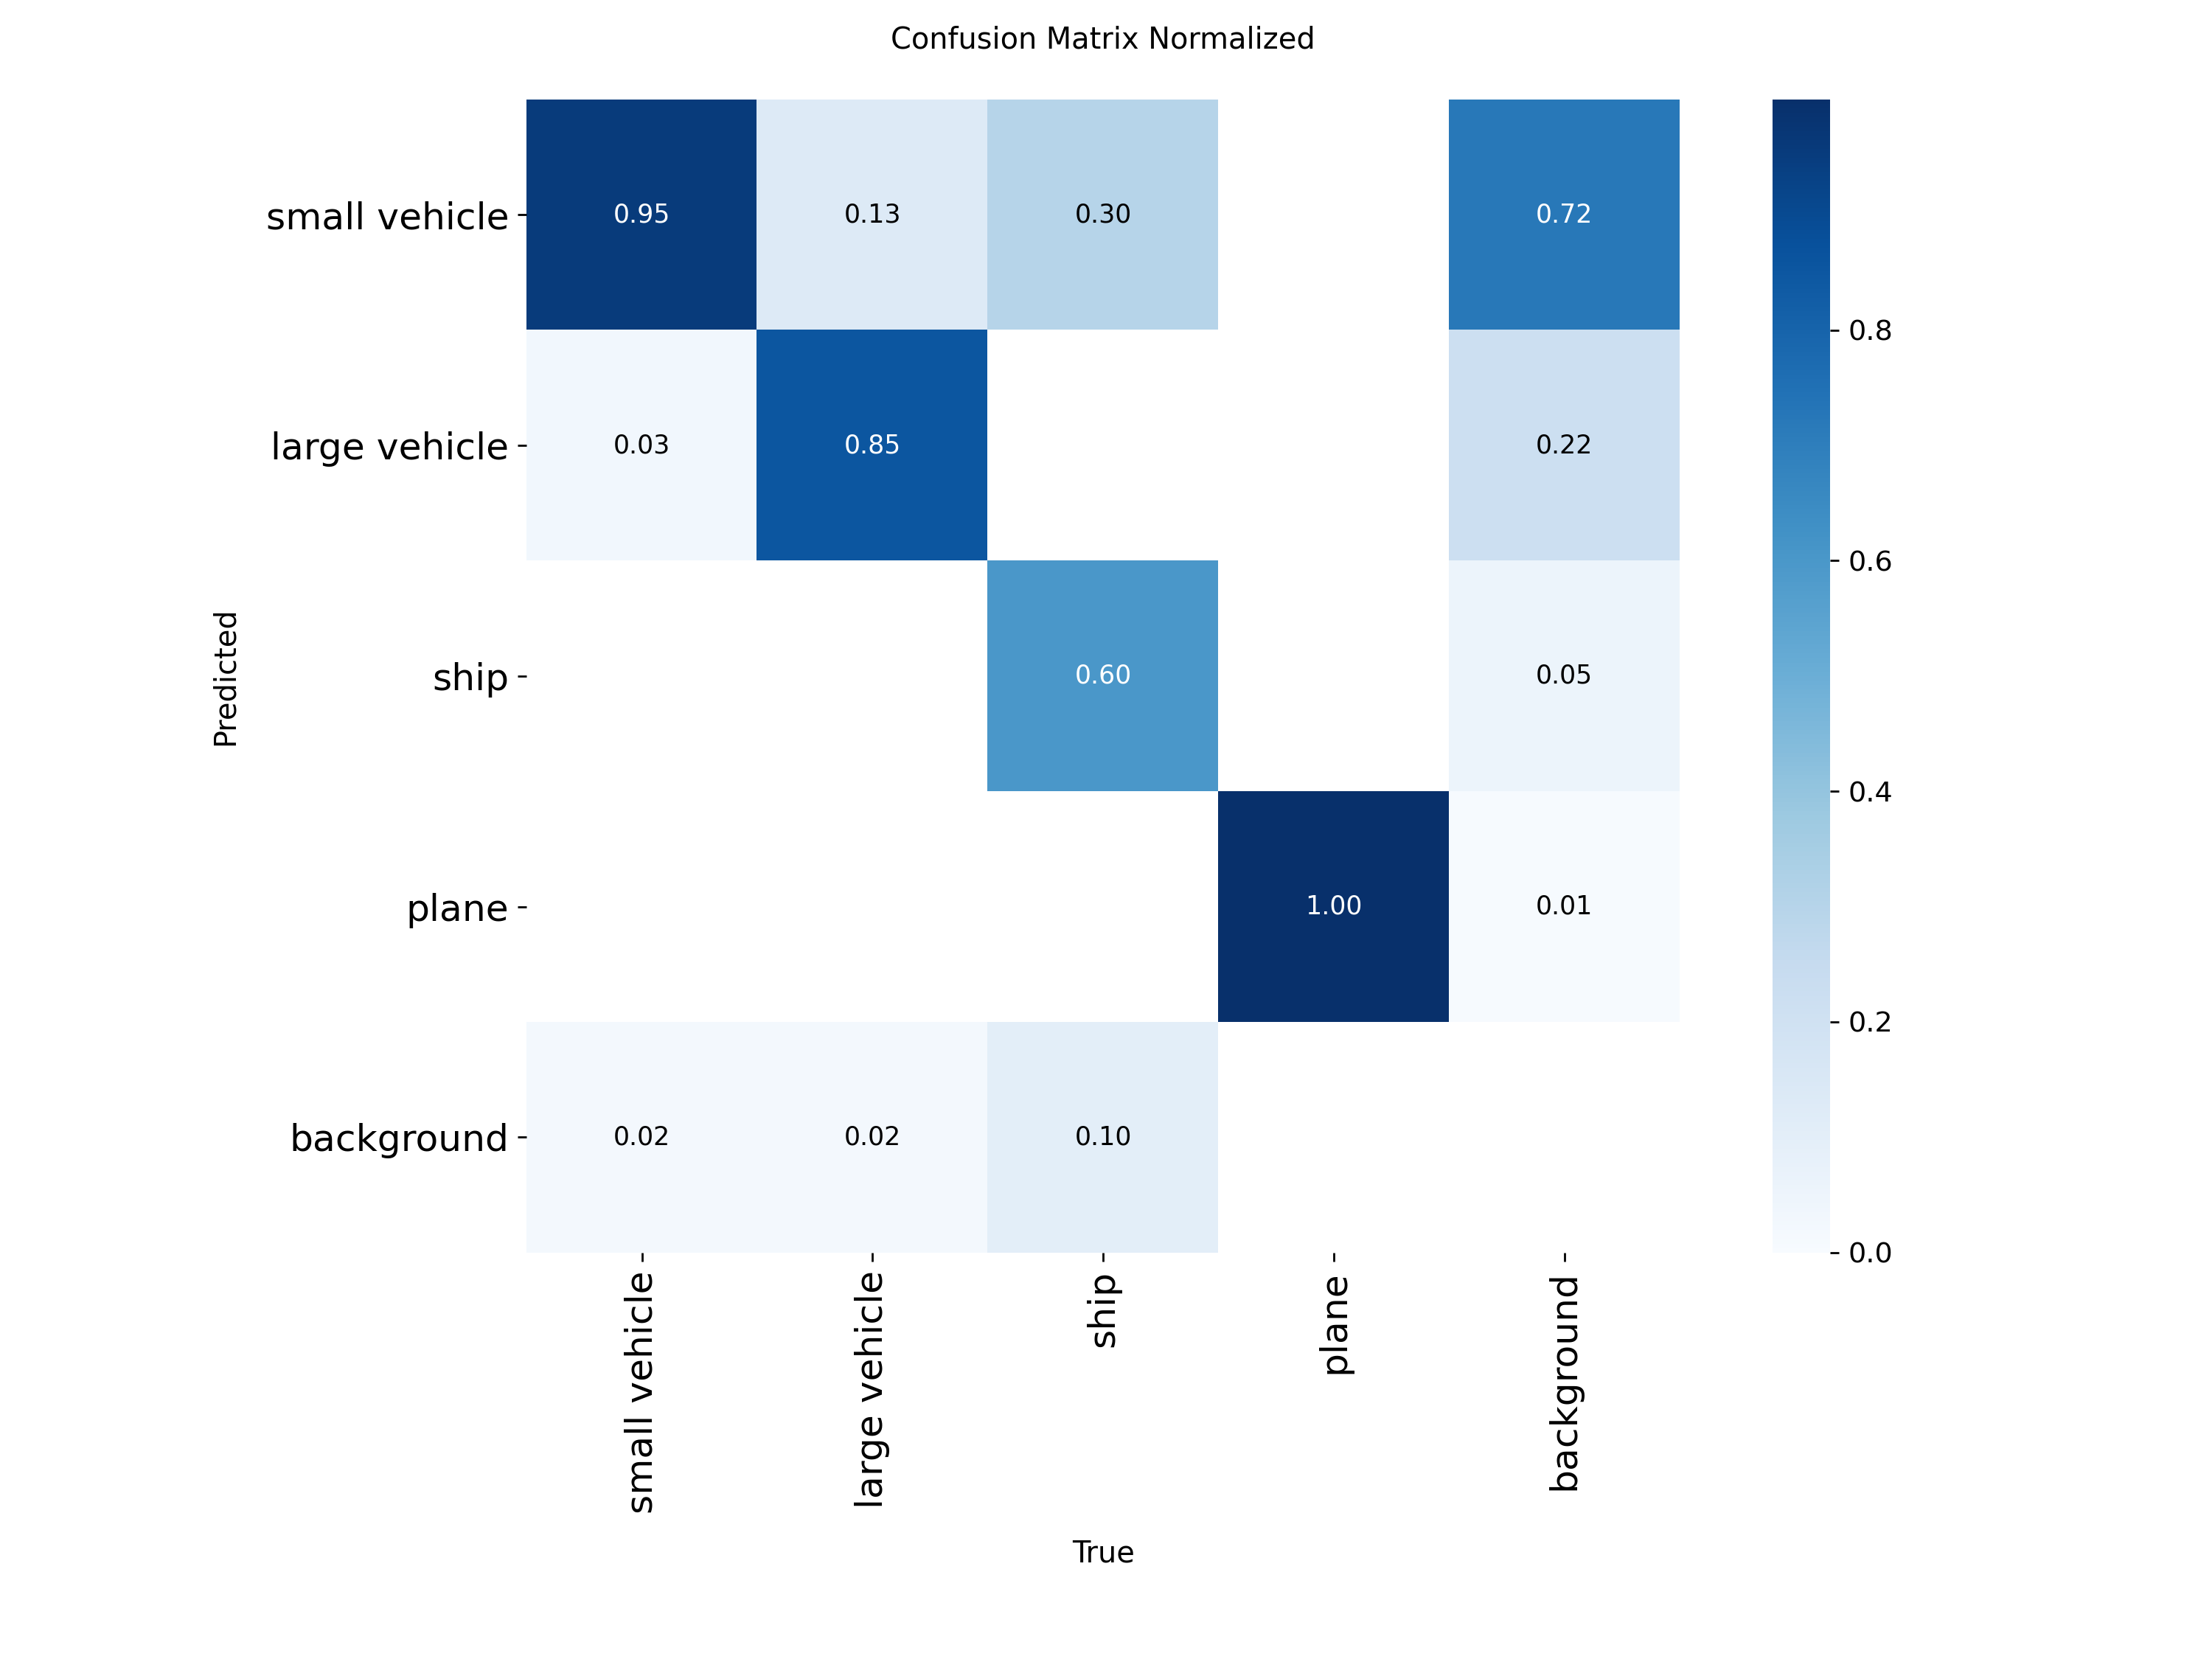 Confusion Matrix Normalized
small vehicle
0.95
0.13
0.30
0.72
large vehicle
0.03
0.85
0.22
ship
0.60
0.05
plane
1.00
0.01
background
0.02
0.02
0.10
Predicted
small vehicle
large vehicle
ship
plane
background
True
0.8
0.6
0.4
0.2
0.0